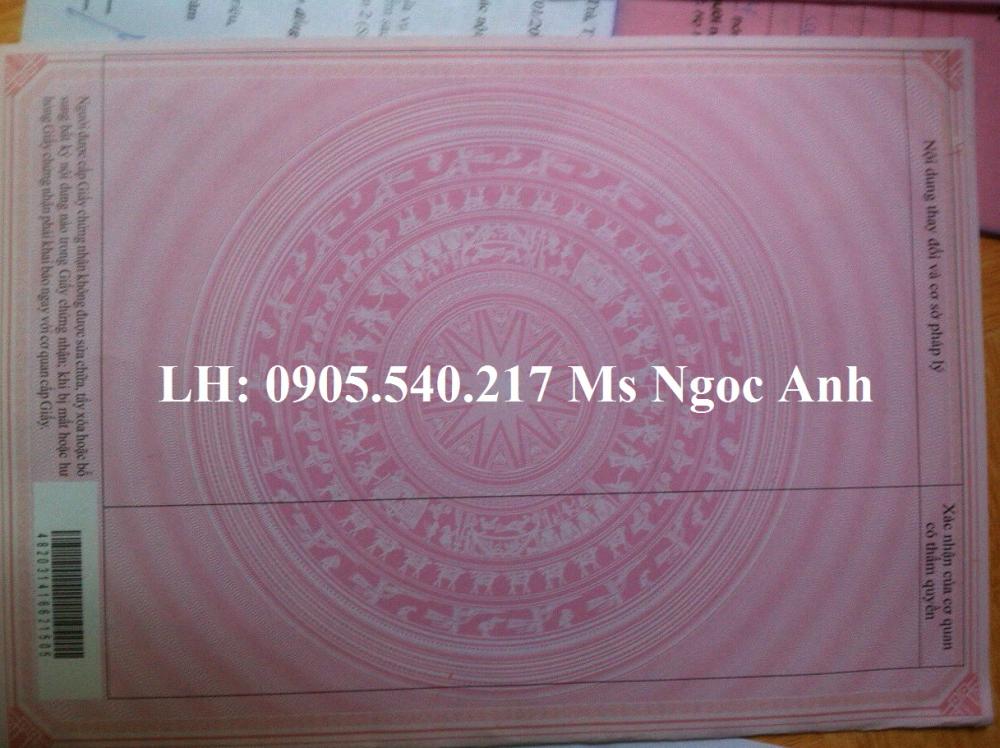 Nội dung thay đổi và cơ sở pháp lý
Xác nhận của cơ quan
có thẩm quyền
LH: 0905.540.217 Ms Ngoc Anh
Người được cấp Giấy chứng nhận không được sửa chữa, tẩy xóa hoặc bổ
sung bất kỳ nội dung nào trong Giấy chứng nhận; khi bị mất hoặc hư
hỏng Giấy chứng nhận phải khai báo ngay với cơ quan cấp Giấy.